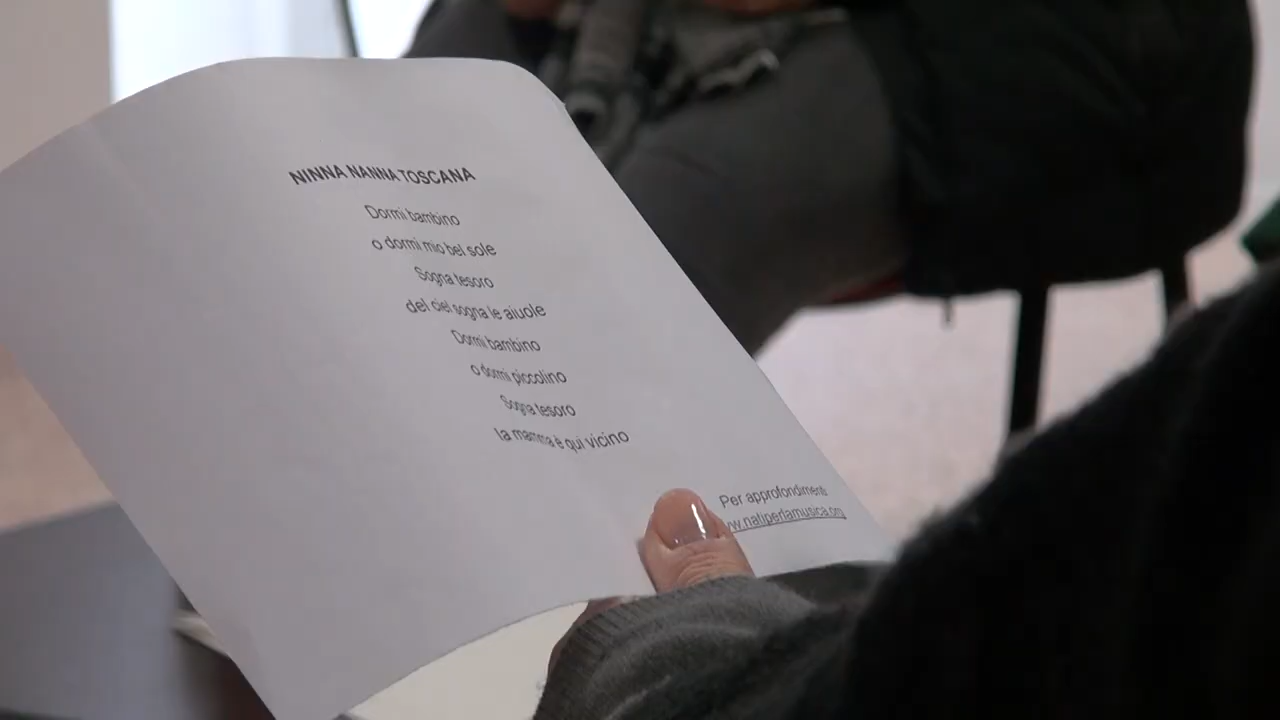 NINNA NANNA TOSCANA
Dormi bambino
o dormi mio bel sole
Sogna tesoro
del ciel sogna le aiuole
Dormi bambino
o dormi piccolino
Sogna tesoro
la mamma è qui vicino
Per approfondimenti
w.natiperlamusica.org